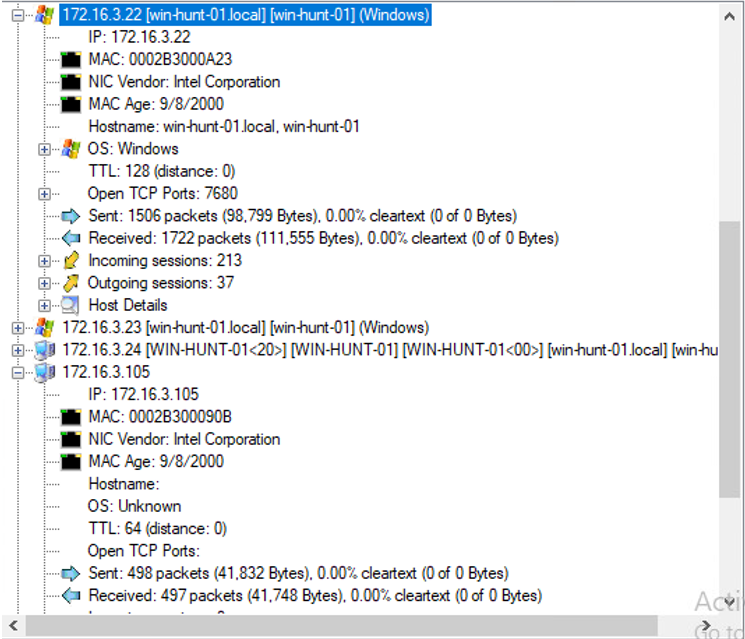 172.16.3.22 [win-hunt-01.local] [win-hunt-01] (Windows)
IP: 172.16.3.22
MAC: 0002B3000A23
NIC Vendor: Intel Corporation
MAC Age: 9/8/2000
Hostname: win-hunt-01.local, win-hunt-01
OS: Windows
TTL: 128 (distance: 0)
Open TCP Ports: 7680
Sent: 1506 packets (98,799 Bytes), 0.00% cleartext (0 of 0 Bytes)
Received: 1722 packets (111,555 Bytes), 0.00% cleartext (0 of 0 Bytes)
Incoming sessions: 213
Outgoing sessions: 37
Host Details
172.16.3.23 [win-hunt-01.local] [win-hunt-01] (Windows)
172.16.3.24 [WIN-HUNT-01<20>] [WIN-HUNT-01] [WIN-HUNT-01<00>] [win-hunt-01.local] [win-hu
172.16.3.105
IP: 172.16.3.105
MAC: 0002B300090B
NIC Vendor: Intel Corporation
MAC Age: 9/8/2000
Hostname:
OS: Unknown
TTL: 64 (distance: 0)
Open TCP Ports:
Sent: 498 packets (41,832 Bytes), 0.00% cleartext (0 of 0 Bytes)
Received: 497 packets (41,748 Bytes), 0.00% cleartext (0 of 0 Bytes)
Acti
Go to